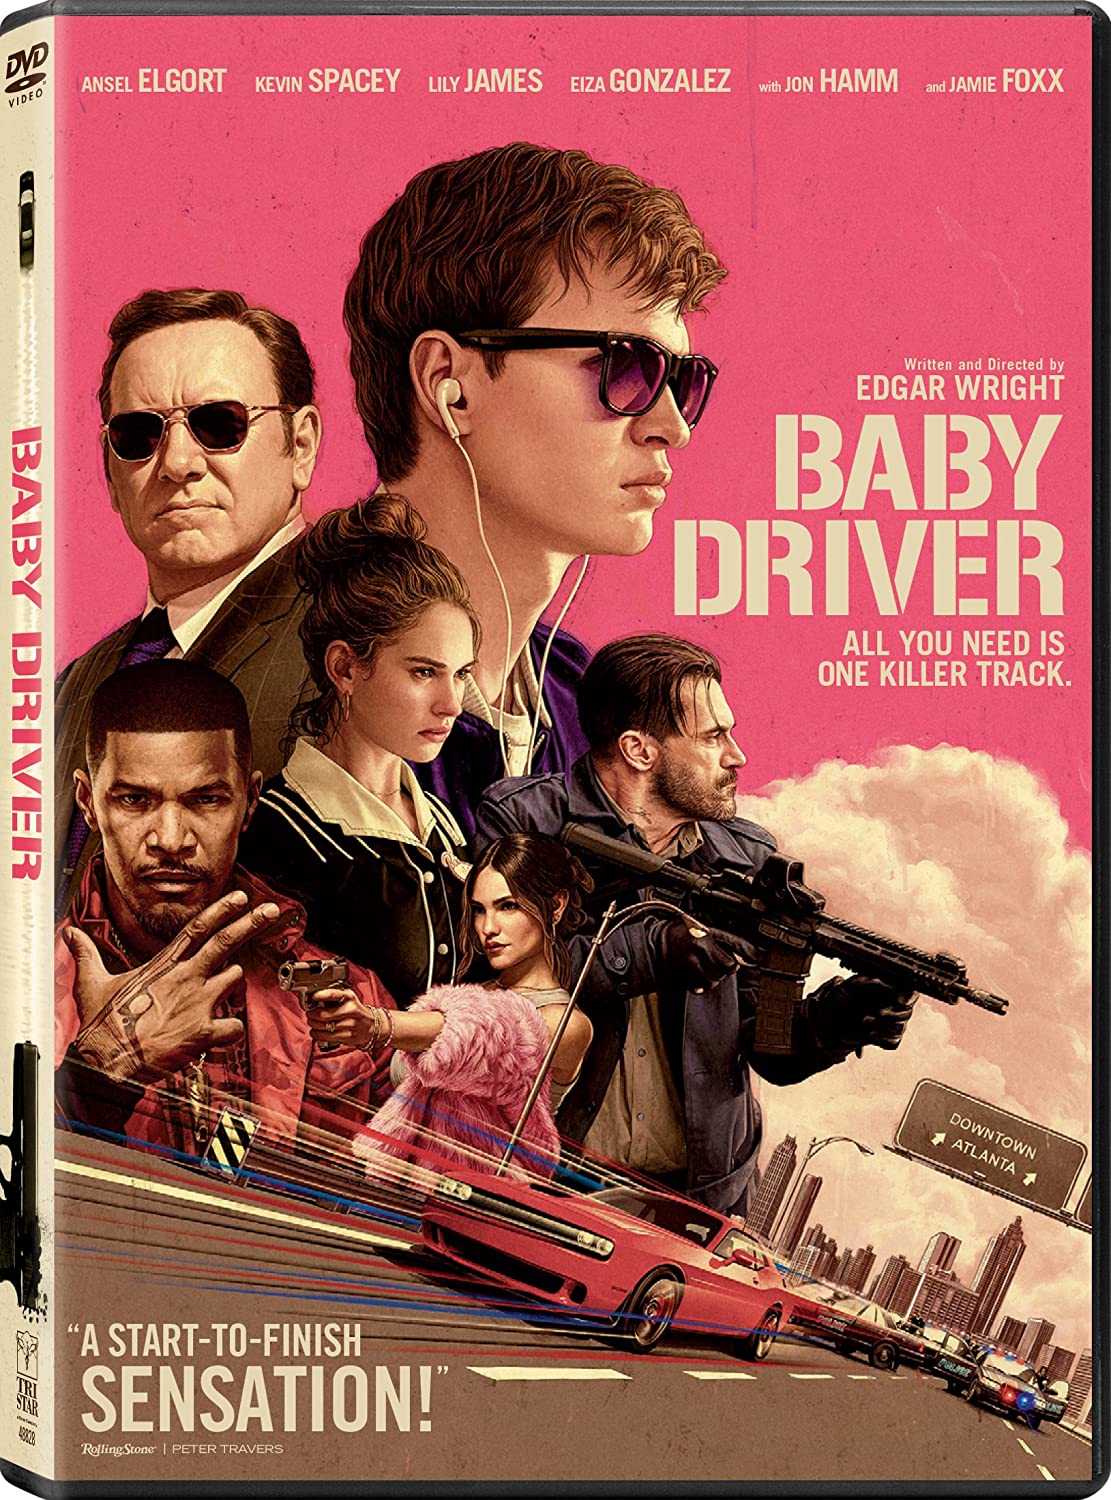 DVD
VIDEO
BABY DRIVER
TRI
STAR
48828
ANSEL ELGORT KEVIN SPACEY LILY JAMES EIZA GONZALEZ with JON HAMM and JAMIE FOXX
Written and Directed by
EDGAR WRIGHT
BABY
DRIVER
ALL YOU NEED IS
ONE KILLER TRACK.
DOWNTOWN
ATLANTA
POLICE
"A START-TO-FINISH
SENSATION!"
RollingStone | PETER TRAVERS